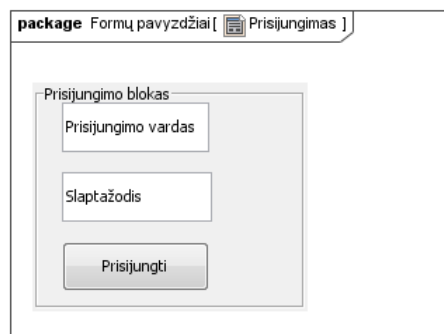 package Formų pavyzdžiai[ Prisijungimas ]
Prisijungimo blokas
Prisijungimo vardas
Slaptažodis
Prisijungti